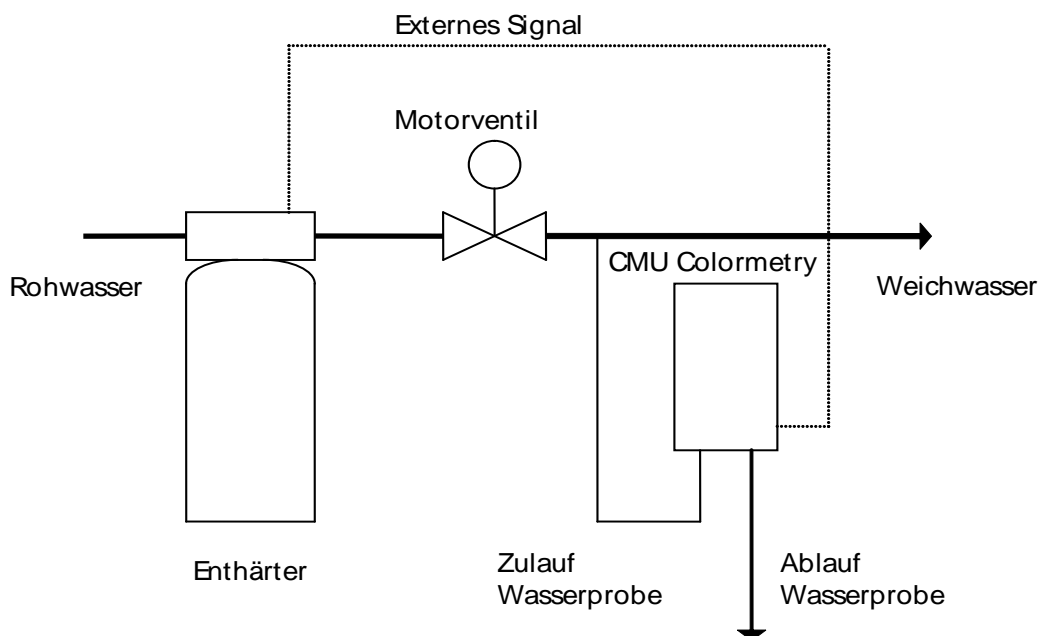 Externes Signal
Motorventil
CMU Colormetry
Rohwasser
Weichwasser
Enthärter
Zulauf
Wasserprobe
Ablauf
Wasserprobe